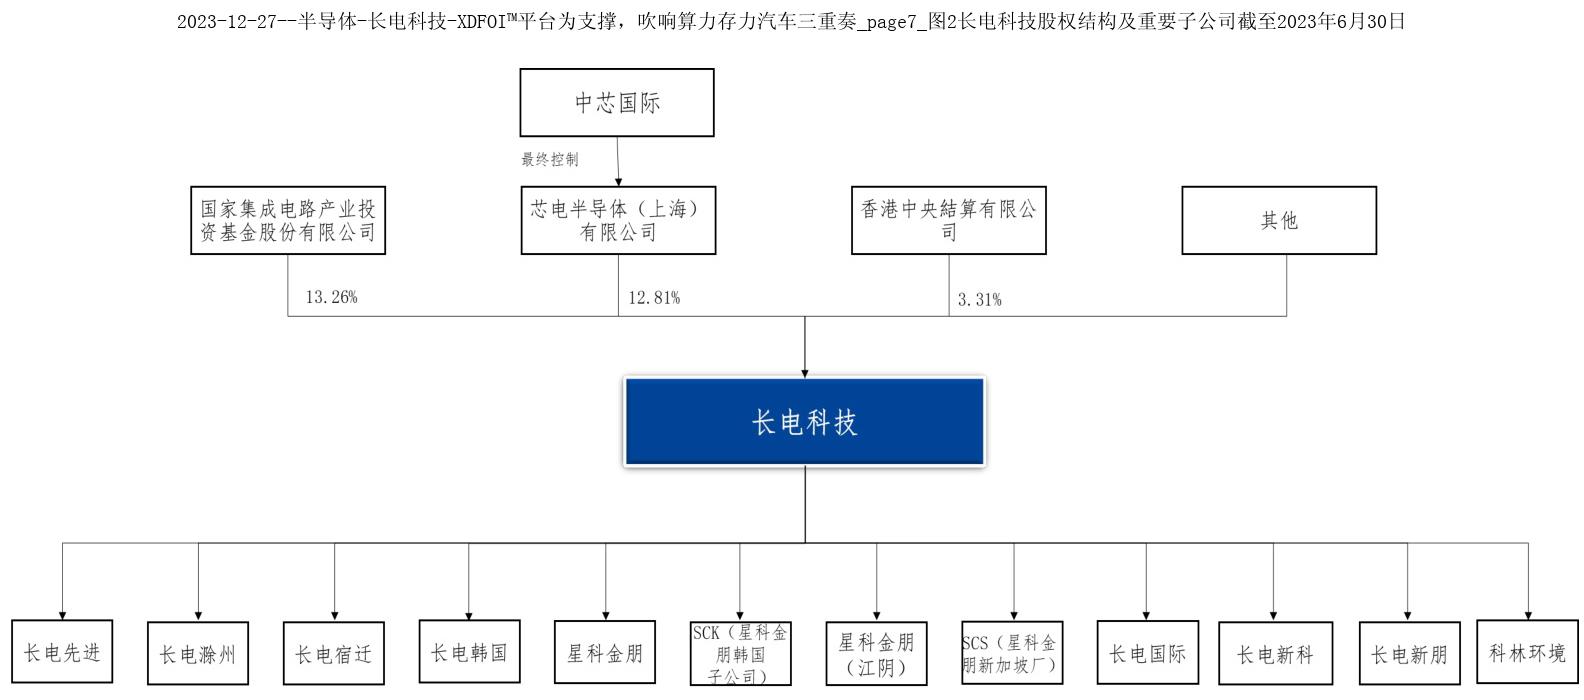 2023-12-27--半导体-长电科技-XDFOI™平台为支撑，吹响算力存力汽车三重奏_page7_图2长电科技股权结构及重要子公司截至2023年6月30日
中芯国际
最终控制
国家集成电路产业投
资基金股份有限公司
芯电半导体（上海）
有限公司
香港中央結算有限公
司
其他
13.26%
12.81%
3.31%
长电科技
长电先进
长电滁州
长电宿迁
长电韩国
星科金朋
SCK（星科金
朋韩国
子公司）
星科金朋
（江阴）
SCS（星科金
朋新加坡厂）
长电国际
长电新科
长电新朋
科林环境